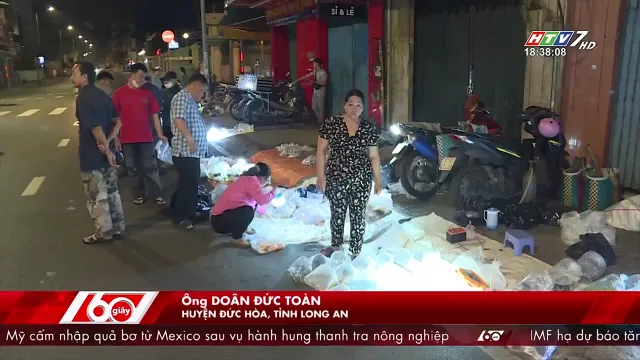 SỈ & LẺ
HTV7 HD
18:38:08
60 giây
Ông DOÃN ĐỨC TOÀN
HUYỆN ĐỨC HÒA, TỈNH LONG AN
Mỹ cấm nhập quả bơ từ Mexico sau vụ hành hung thanh tra nông nghiệp
60
IMF hạ dự báo tăn